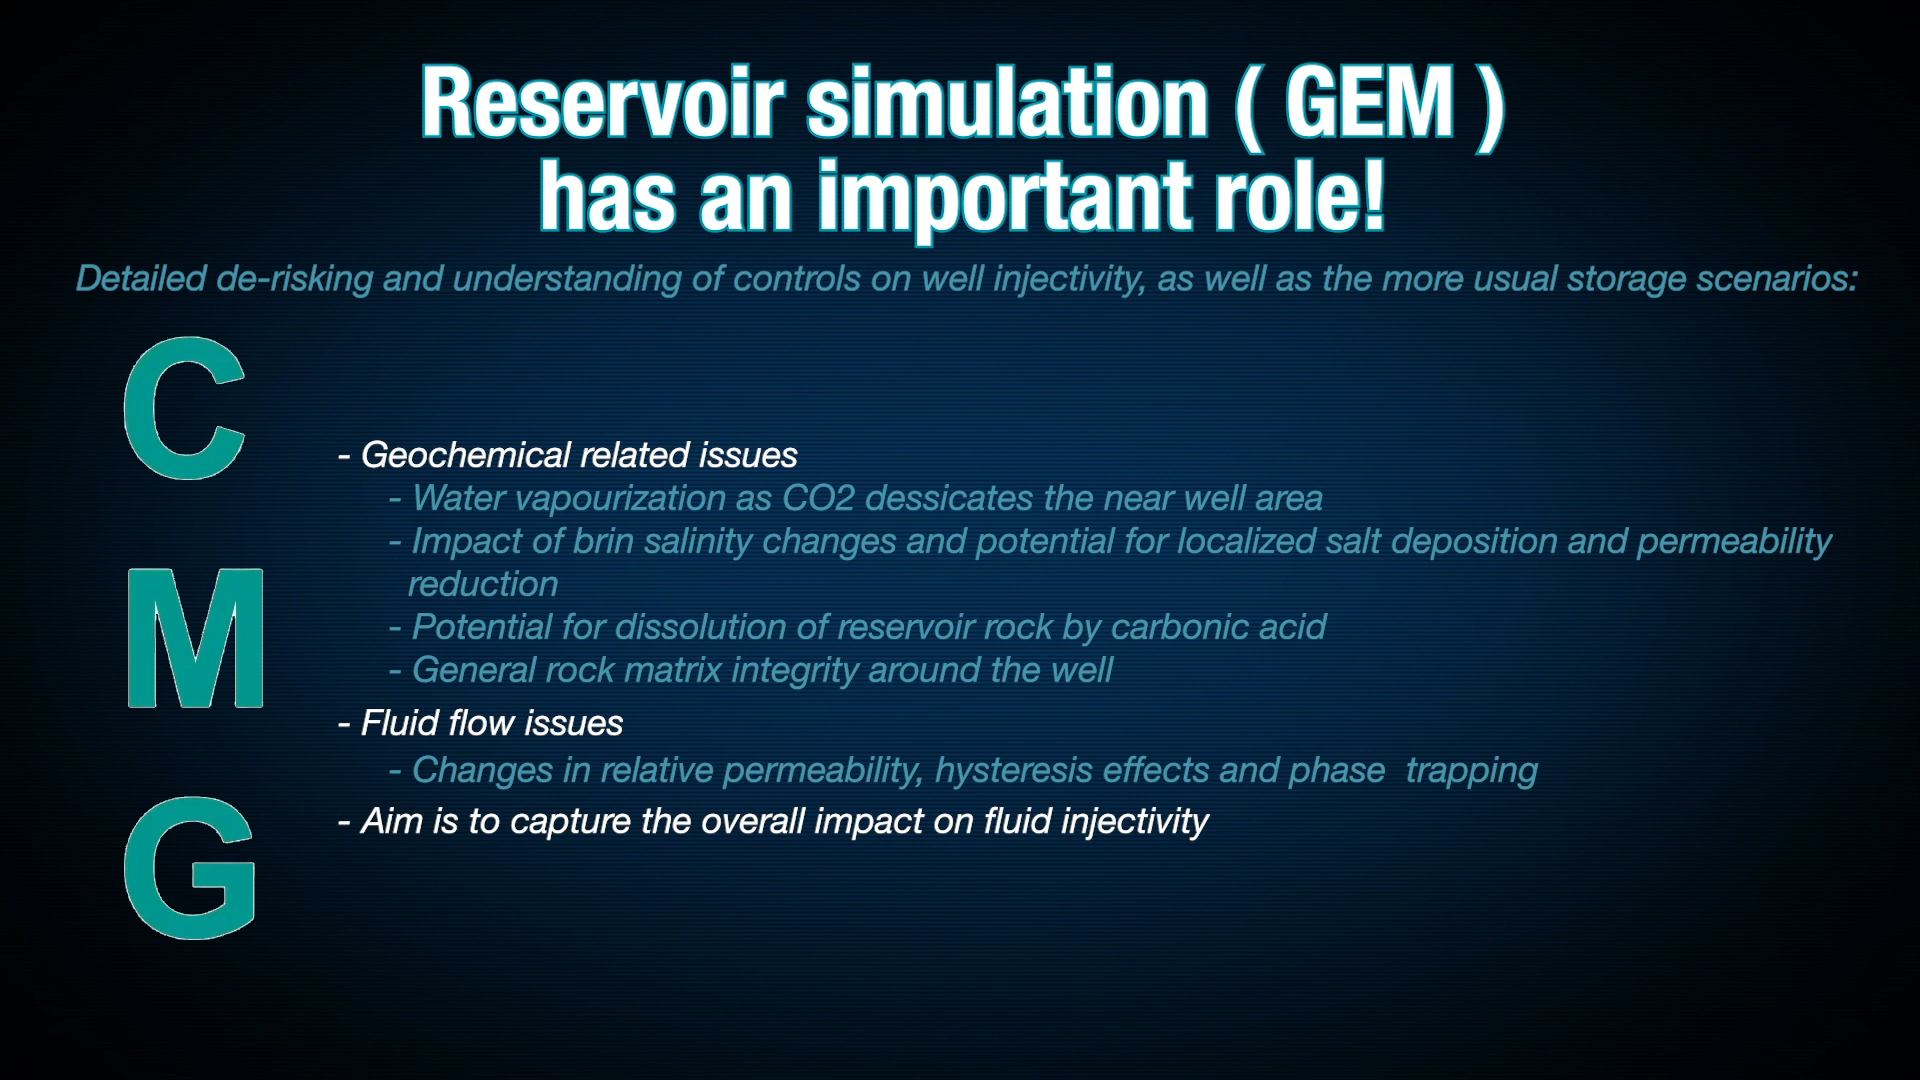 Reservoir simulation ( GEM )
has an important role!
Detailed de-risking and understanding of controls on well injectivity, as well as the more usual storage scenarios:
C
M
G
- Geochemical related issues
- Water vapourization as CO2 dessicates the near well area
- Impact of brin salinity changes and potential for localized salt deposition and permeability
reduction
- Potential for dissolution of reservoir rock by carbonic acid
- General rock matrix integrity around the well
- Fluid flow issues
- Changes in relative permeability, hysteresis effects and phase  trapping
- Aim is to capture the overall impact on fluid injectivity